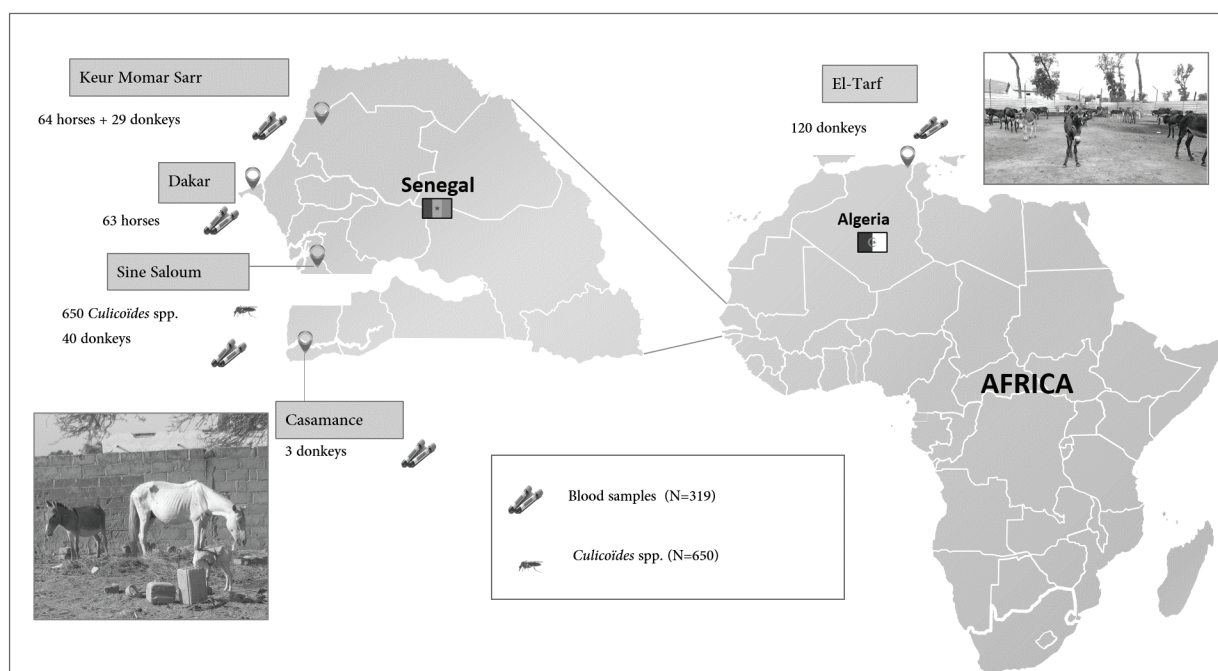 Keur Momar Sarr
64 horses + 29 donkeys
Dakar
63 horses
Sine Saloum
650 Culicoïdes spp.
40 donkeys
Casamance
3 donkeys
Senegal
El-Tarf
120 donkeys
Algeria
AFRICA
Blood samples (N=319)
Culicoïdes spp. (N=650)